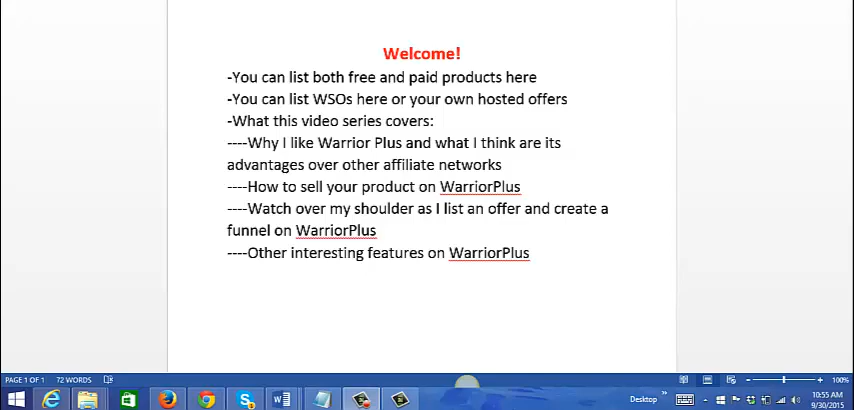 Welcome!
-You can list both free and paid products here
-You can list WSOs here or your own hosted offers
-What this video series covers:
----Why I like Warrior Plus and what I think are its
advantages over other affiliate networks
----How to sell your product on WarriorPlus
----Watch over my shoulder as I list an offer and create a
funnel on WarriorPlus
----Other interesting features on WarriorPlus
PAGE 1 OF 1 72 WORDS 100%
Desktop 10:55 AM
9/30/2015